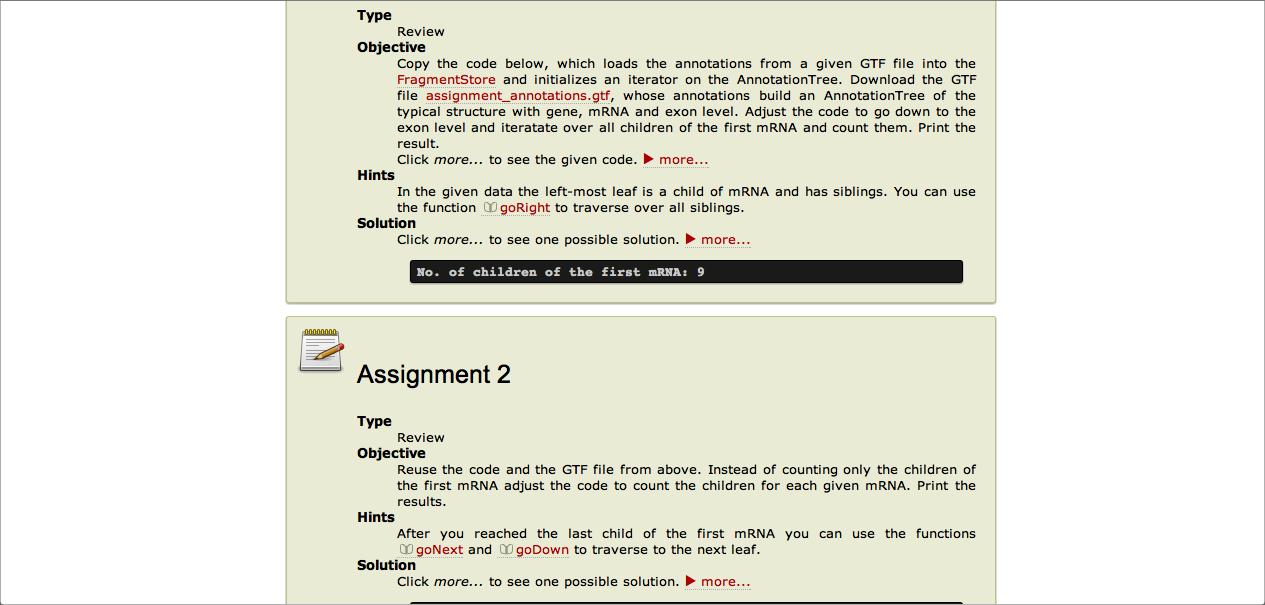 Type
Review
Objective
Copy the code below, which loads the annotations from a given GTF file into the
FragmentStore and initializes an iterator on the AnnotationTree. Download the GTF
file assignment_annotations.gtf, whose annotations build an AnnotationTree of the
typical structure with gene, mRNA and exon level. Adjust the code to go down to the
exon level and iteratate over all children of the first mRNA and count them. Print the
result.
Click more... to see the given code. more...
Hints
In the given data the left-most leaf is a child of mRNA and has siblings. You can use
the function goRight to traverse over all siblings.
Solution
Click more... to see one possible solution. more...
No. of children of the first mRNA: 9
Assignment 2
Type
Review
Objective
Reuse the code and the GTF file from above. Instead of counting only the children of
the first mRNA adjust the code to count the children for each given mRNA. Print the
results.
Hints
After you reached the last child of the first mRNA you can use the functions
goNext and goDown to traverse to the next leaf.
Solution
Click more... to see one possible solution. more...